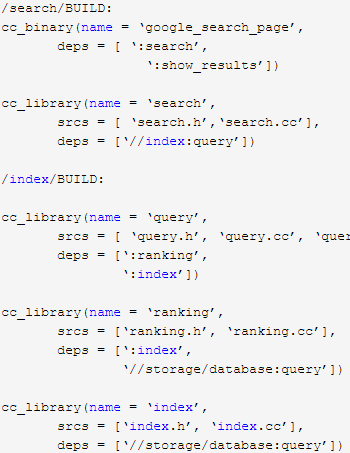 /search/BUILD:
cc_binary(name = ‘google_search_page’,
deps = [ ‘:search’,
‘:show_results’])
cc_library(name = ‘search’,
srcs = [ ‘search.h’,‘search.cc’],
deps = [‘//index:query’])
/index/BUILD:
cc_library(name = ‘query’,
srcs = [ ‘query.h’, ‘query.cc’,
deps = [‘:ranking’,
‘:index’])
cc_library(name = ‘ranking’,
srcs = [‘ranking.h’, ‘ranking.cc’],
deps = [‘:index’,
‘//storage/database:query’])
cc_library(name = ‘index’,
srcs = [‘index.h’, ‘index.cc’],
deps = [‘//storage/database:query’])